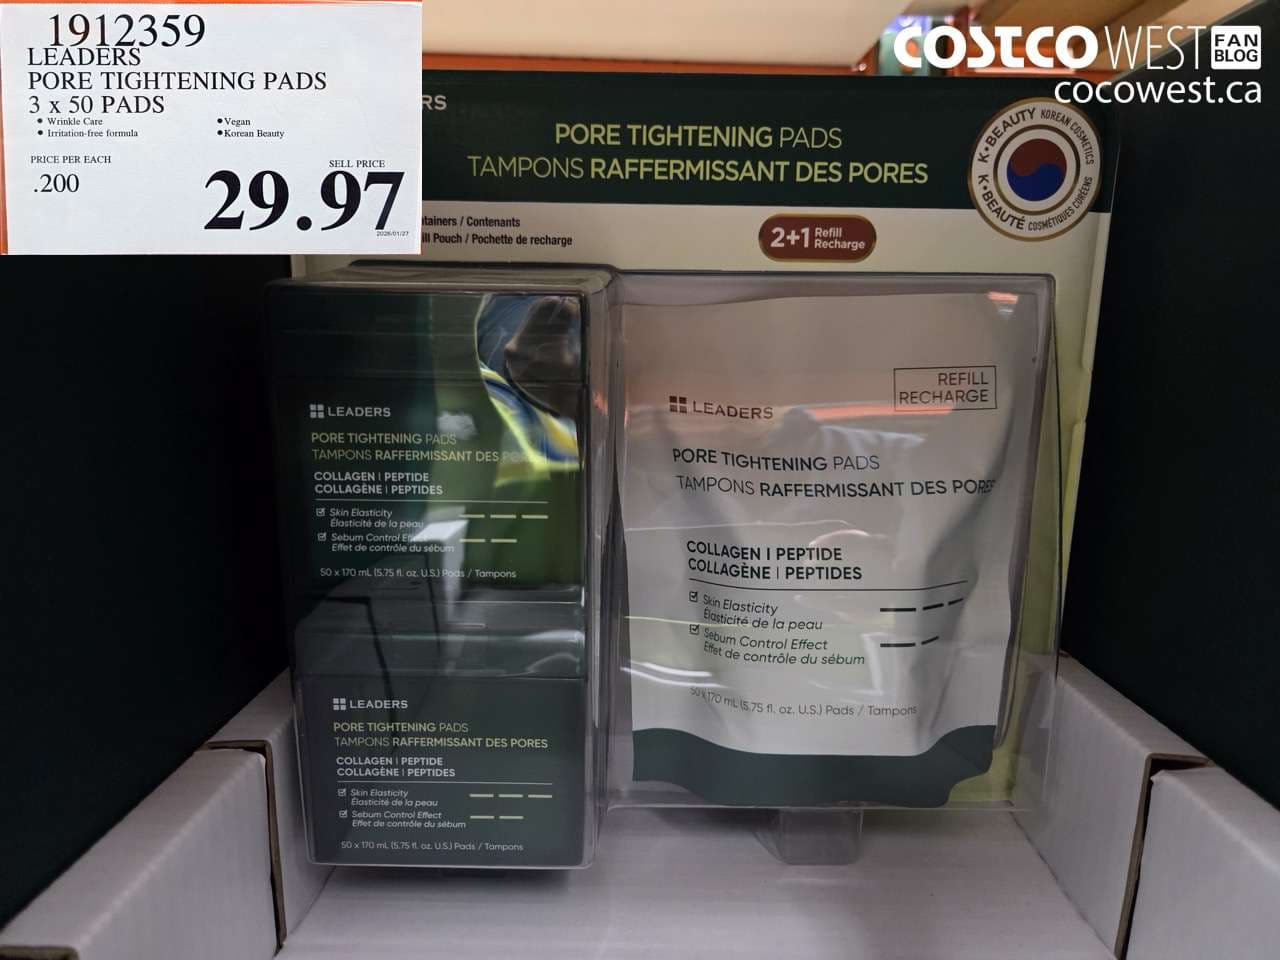 1912359
LEADERS
PORE TIGHTENING PADS
3 x 50 PADS
• Wrinkle Care
• Vegan
• Irritation-free formula
• Korean Beauty
PRICE PER EACH
SELL PRICE
.200
29.97
2026/01/27
COSTCO WEST FAN BLOG
cocowest.ca
RS
PORE TIGHTENING PADS
TAMPONS RAFFERMISSANT DES PORES
K•BEAUTY KOREAN COSMETICS
K•BEAUTÉ COSMÉTIQUES CORÉENS
tainers / Contenants
ill Pouch / Pochette de recharge
2+1 Refill
Recharge
LEADERS
PORE TIGHTENING PADS
TAMPONS RAFFERMISSANT DES PORES
COLLAGEN | PEPTIDE
COLLAGÈNE | PEPTIDES
Skin Elasticity
Élasticité de la peau
Sebum Control Effect
Effet de contrôle du sébum
50 x 170 mL (5.75 fl. oz. U.S.) Pads / Tampons
LEADERS
PORE TIGHTENING PADS
TAMPONS RAFFERMISSANT DES PORES
COLLAGEN | PEPTIDE
COLLAGÈNE | PEPTIDES
Skin Elasticity
Élasticité de la peau
Sebum Control Effect
Effet de contrôle du sébum
50 x 170 mL (5.75 fl. oz. U.S.) Pads / Tampons
REFILL
RECHARGE
LEADERS
PORE TIGHTENING PADS
TAMPONS RAFFERMISSANT DES PORES
COLLAGEN | PEPTIDE
COLLAGÈNE | PEPTIDES
Skin Elasticity
Élasticité de la peau
Sebum Control Effect
Effet de contrôle du sébum
50 x 170 mL (5.75 fl. oz. U.S.) Pads / Tampons